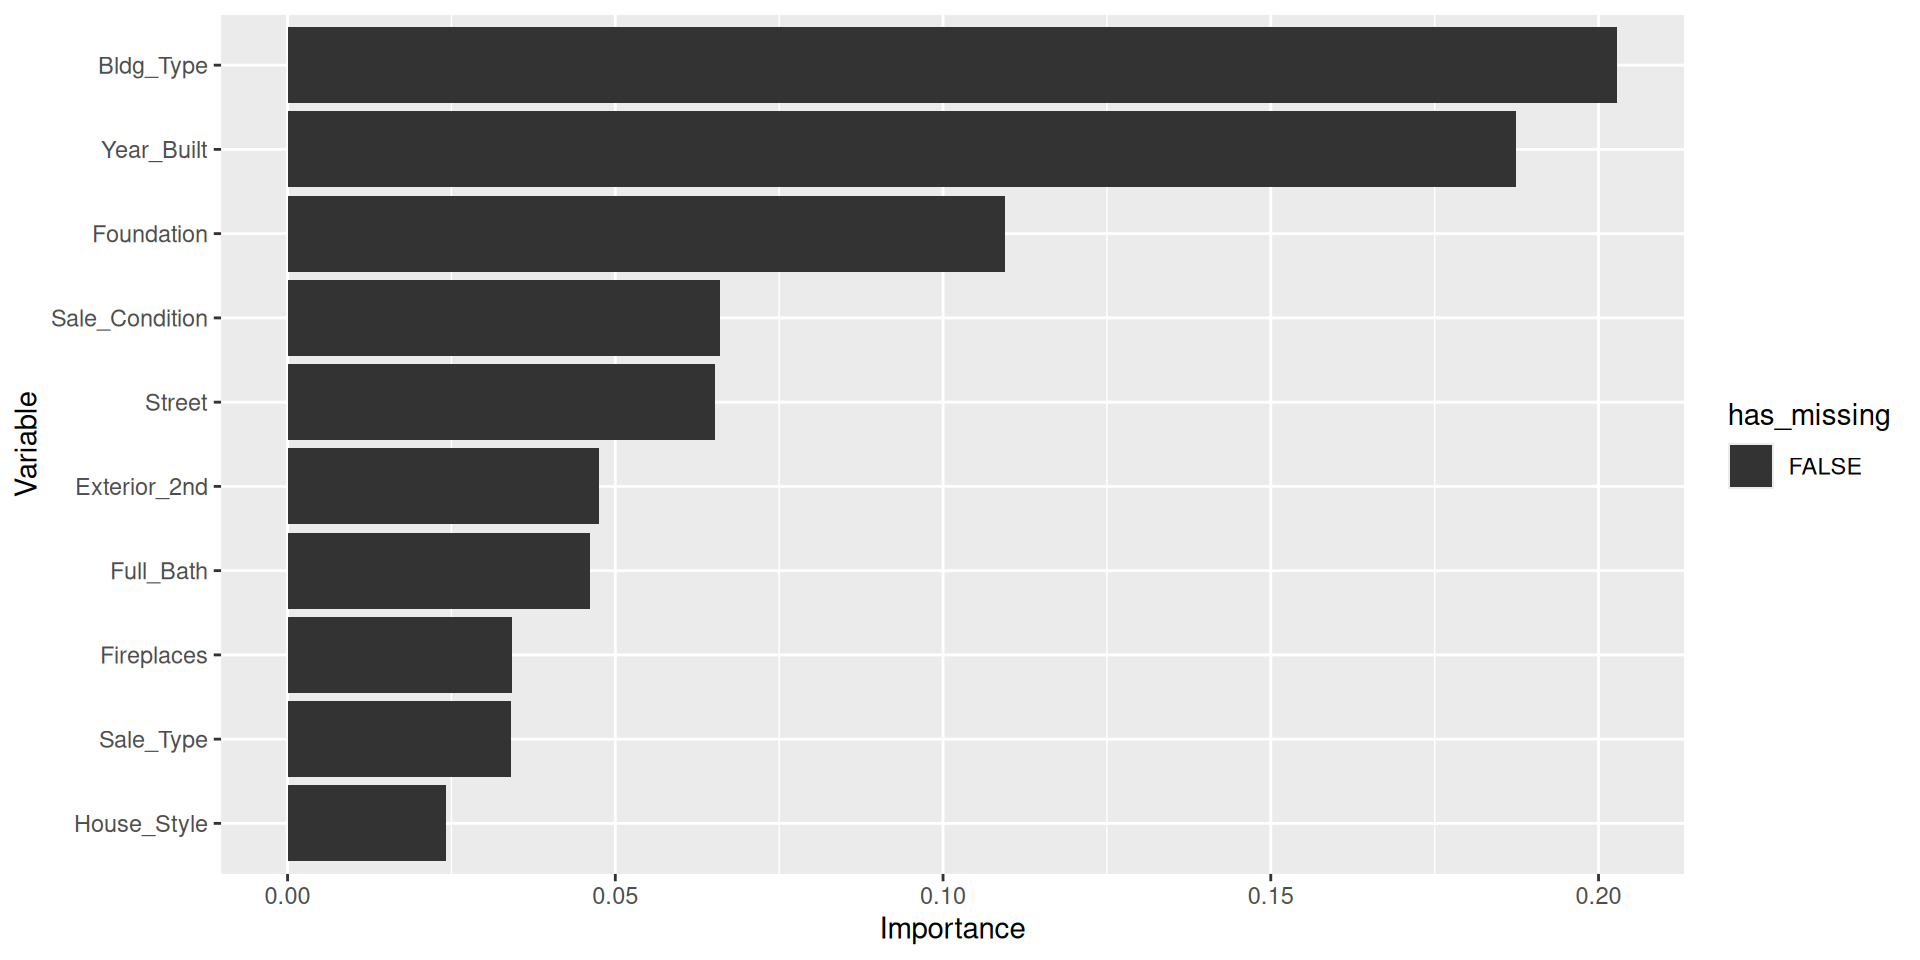 Bldg_Type
Year_Built
Foundation
Sale_Condition
Street
Exterior_2nd
Full_Bath
Fireplaces
Sale_Type
House_Style
Variable
0.00 0.05 0.10 0.15 0.20
Importance
has_missing
FALSE